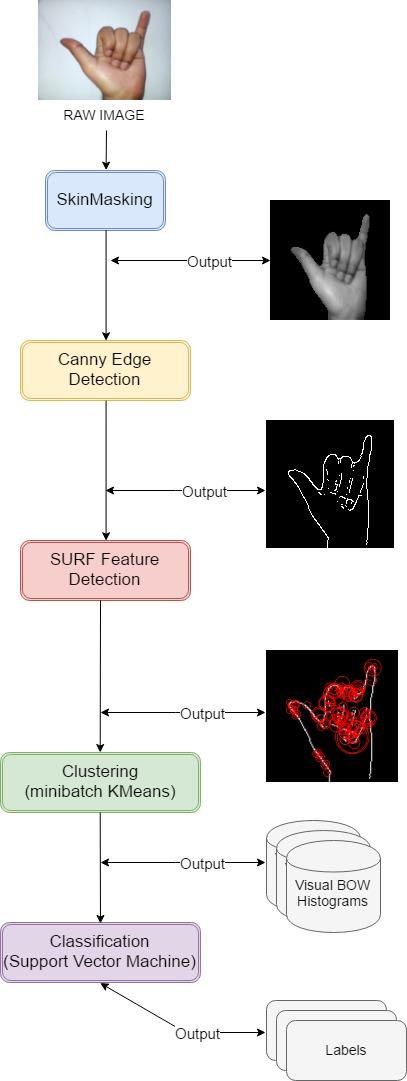 RAW IMAGE
SkinMasking
Output
Canny Edge
Detection
Output
SURF Feature
Detection
Output
Clustering
(minibatch KMeans)
Output
Visual BOW
Histograms
Classification
(Support Vector Machine)
Output
Labels